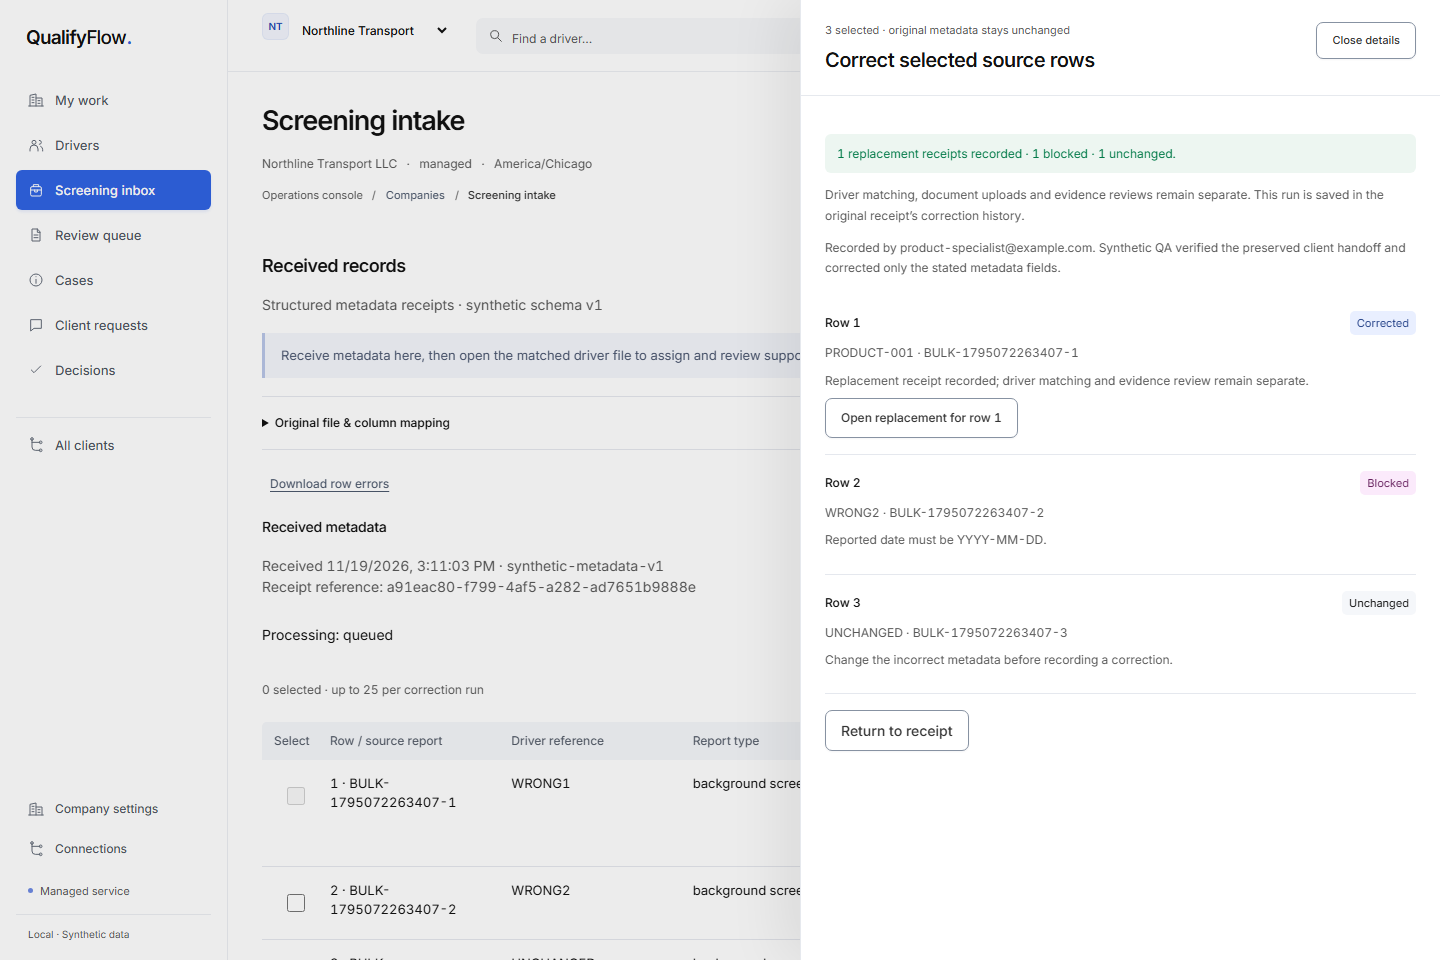 QualifyFlow.
My work
Drivers
Screening inbox
Review queue
Cases
Client requests
Decisions
All clients
Company settings
Connections
Managed service
Local · Synthetic data
NT
Northline Transport
Find a driver...
Screening intake
Northline Transport LLC · managed · America/Chicago
Operations console / Companies / Screening intake
Received records
Structured metadata receipts · synthetic schema v1
Receive metadata here, then open the matched driver file to assign and review
Original file & column mapping
Download row errors
Received metadata
Received 11/19/2026, 3:11:03 PM · synthetic-metadata-v1
Receipt reference: a91eac80-f799-4af5-a282-ad7651b9888e
Processing: queued
0 selected · up to 25 per correction run
Select Row / source report Driver reference Report type
1 · BULK-
1795072263407-1
WRONG1
background
2 · BULK-
1795072263407-2
WRONG2
background
3 selected · original metadata stays unchanged
Correct selected source rows
Close details
1 replacement receipts recorded · 1 blocked · 1 unchanged.
Driver matching, document uploads and evidence reviews remain separate. This run is saved in the
original receipt's correction history.
Recorded by product-specialist@example.com. Synthetic QA verified the preserved client handoff and
corrected only the stated metadata fields.
Row 1
Corrected
PRODUCT-001 · BULK-1795072263407-1
Replacement receipt recorded; driver matching and evidence review remain separate.
Open replacement for row 1
Row 2
Blocked
WRONG2 · BULK-1795072263407-2
Reported date must be YYYY-MM-DD.
Row 3
Unchanged
UNCHANGED · BULK-1795072263407-3
Change the incorrect metadata before recording a correction.
Return to receipt